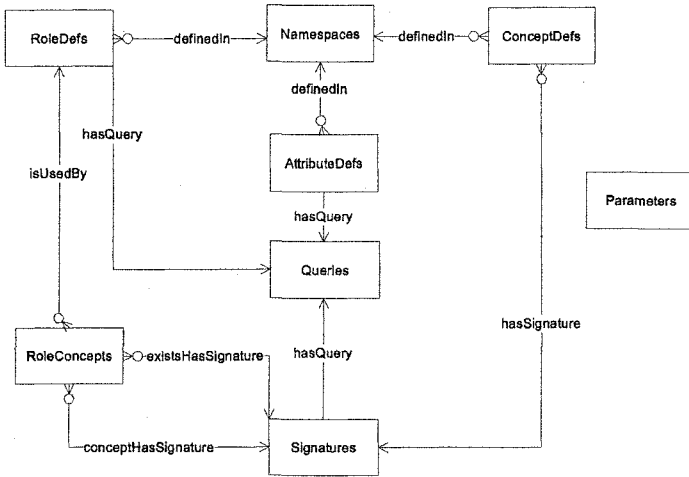 RoleDefs
definedIn
Namespaces
definedIn
ConceptDefs
definedIn
hasQuery
AttributeDefs
isUsedBy
Parameters
hasQuery
Queries
hasSignature
RoleConcepts
existsHasSignature
hasQuery
conceptHasSignature
Signatures